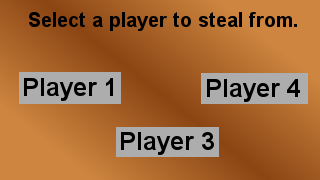 Select a player to steal from.
Player 1
Player 4
Player 3